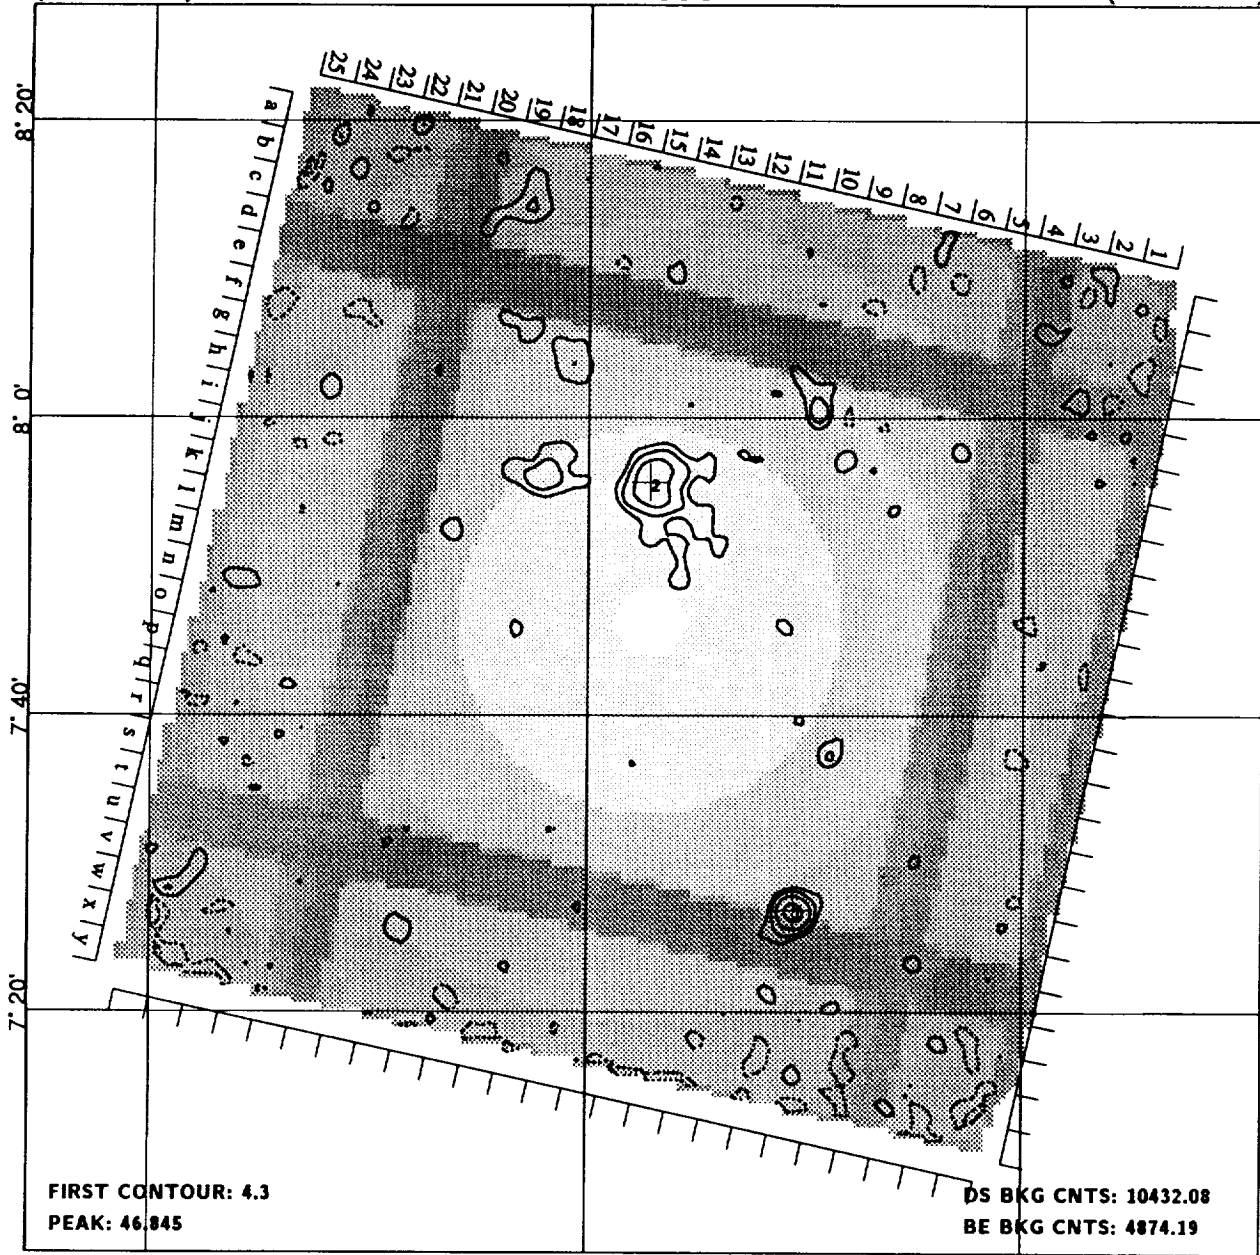 25 24 23 22 21 20 19 18 17 16 15 14 13 12 11 10 9 8 7 6 5 4 3 2 1
a b c d e f g h i j k l m n o p q r s t u v w x y
8° 20'
8° 0'
7° 40'
7° 20'
2
FIRST CONTOUR: 4.3
PEAK: 46.845
DS BKG CNTS: 10432.08
BE BKG CNTS: 4874.19